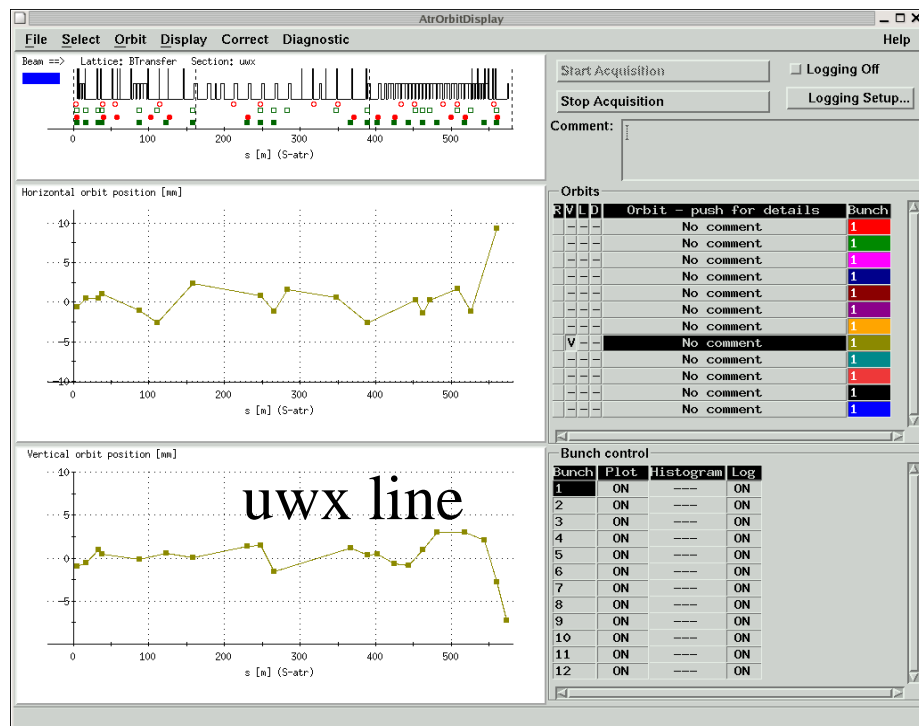 AtrOrbitDisplay
File Select Orbit Display Correct Diagnostic Help
Beam ==> Lattice: BTransfer Section: uwx
0 100 200 300 400 500
s [m] (S-atr)
Start Acquisition
Logging Off
Stop Acquisition
Logging Setup...
Comment:
Horizontal orbit position [mm]
10
5
0
-5
-10
0 100 200 300 400 500
s [m] (S-atr)
Orbits
R V L D Orbit - push for details Bunch
- - - No comment 1
- - - No comment 1
- - - No comment 1
- - - No comment 1
- - - No comment 1
- - - No comment 1
- - - No comment 1
V - - No comment 1
- - - No comment 1
- - - No comment 1
- - - No comment 1
- - - No comment 1
Vertical orbit position [mm]
uwx line
10
5
0
-5
0 100 200 300 400 500
s [m] (S-atr)
Bunch control
Bunch Plot Histogram Log
1 ON --- ON
2 ON --- ON
3 ON --- ON
4 ON --- ON
5 ON --- ON
6 ON --- ON
7 ON --- ON
8 ON --- ON
9 ON --- ON
10 ON --- ON
11 ON --- ON
12 ON --- ON